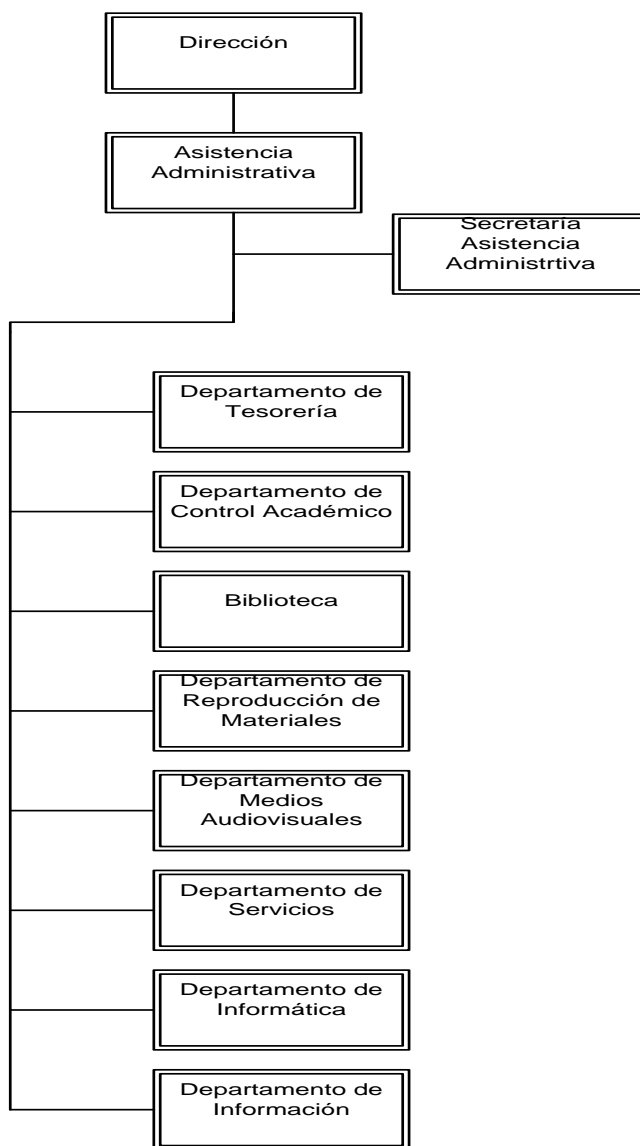 Dirección
Asistencia
Administrativa
Secretaría
Asistencia
Administrtiva
Departamento de
Tesorería
Departamento de
Control Académico
Biblioteca
Departamento de
Reproducción de
Materiales
Departamento de
Medios
Audiovisuales
Departamento de
Servicios
Departamento de
Informática
Departamento de
Información